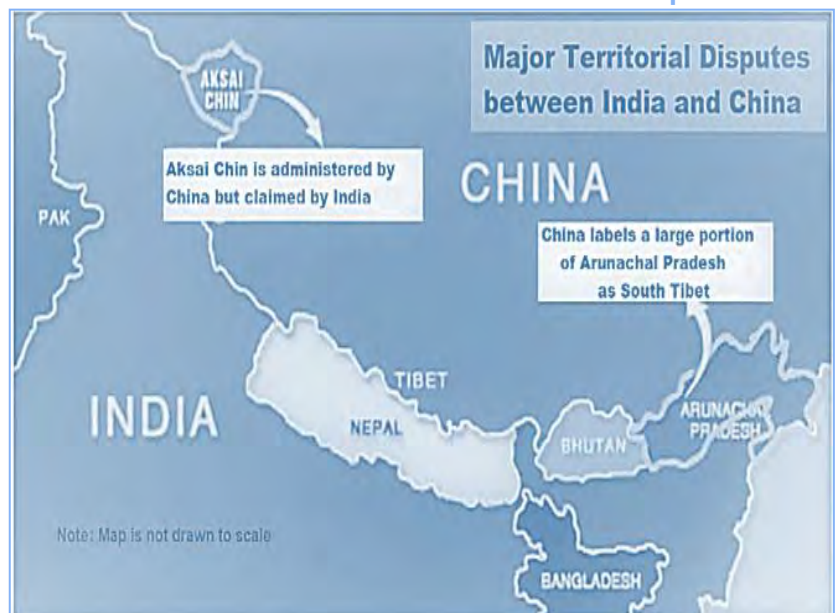 Major Territorial Disputes
between India and China
AKSAI
CHIN
Aksai Chin is administered by
China but claimed by India
CHINA
PAK
China labels a large portion
of Arunachal Pradesh
as South Tibet
TIBET
INDIA
NEPAL
BHUTAN
ARUNACHAL
PRADESH
Note: Map is not drawn to scale
BANGLADESH